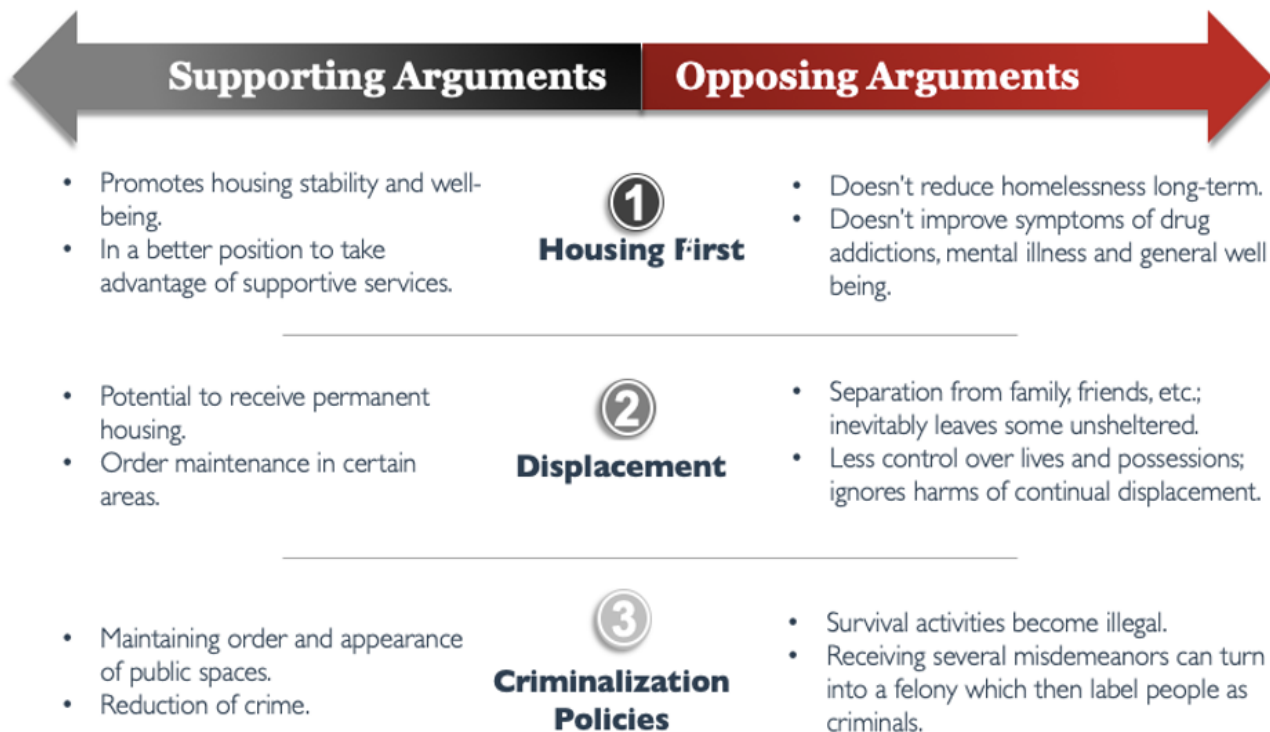 Supporting Arguments
Opposing Arguments
• Promotes housing stability and well-
being.
• In a better position to take
advantage of supportive services.
1
Housing First
• Doesn't reduce homelessness long-term.
• Doesn't improve symptoms of drug
addictions, mental illness and general well
being.
• Potential to receive permanent
housing.
• Order maintenance in certain
areas.
2
Displacement
• Separation from family, friends, etc.;
inevitably leaves some unsheltered.
• Less control over lives and possessions;
ignores harms of continual displacement.
• Maintaining order and appearance
of public spaces.
• Reduction of crime.
3
Criminalization
Policies
• Survival activities become illegal.
• Receiving several misdemeanors can turn
into a felony which then label people as
criminals.